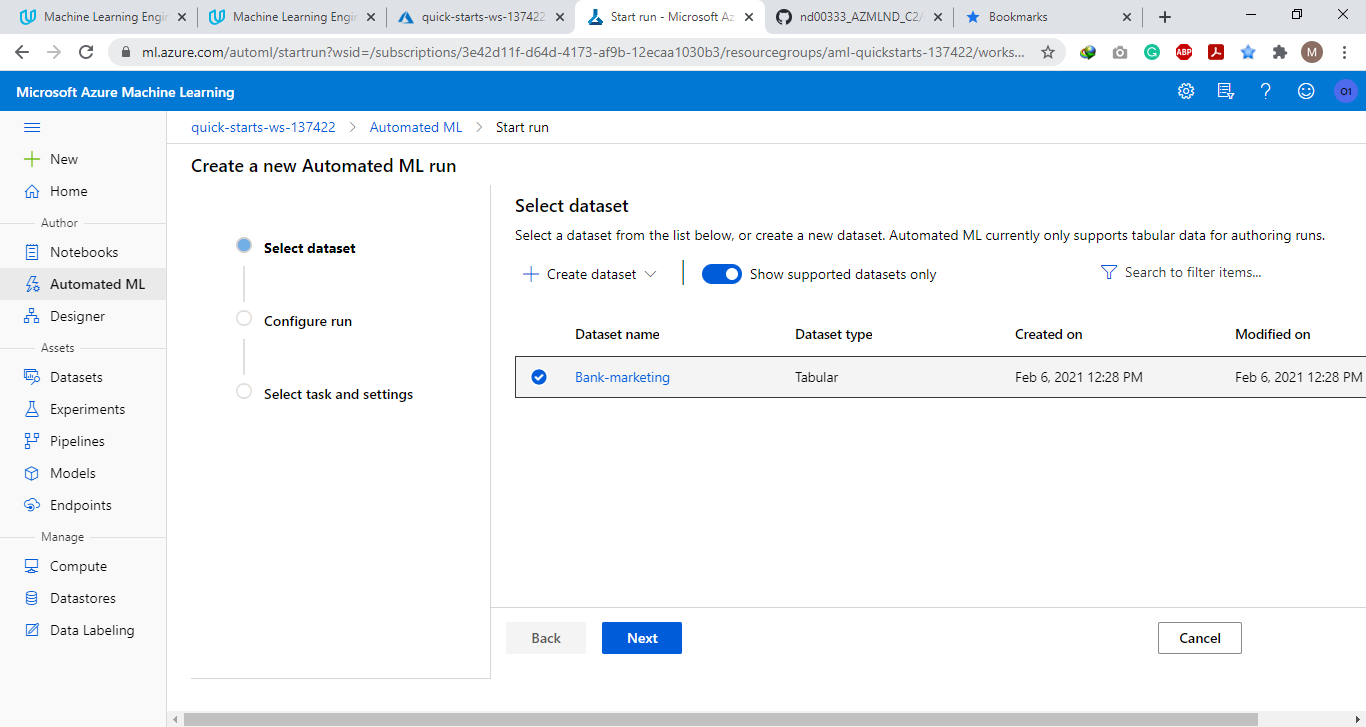 Machine Learning Engin
Machine Learning Engin
quick-starts-ws-137422
Start run - Microsoft Az
nd00333_AZMLND_C2/
Bookmarks
ml.azure.com/automl/startrun?wsid=/subscriptions/3e42d11f-d64d-4173-af9b-12ecaa1030b3/resourcegroups/aml-quickstarts-137422/works...
ABP
M
Microsoft Azure Machine Learning
O1
quick-starts-ws-137422 > Automated ML > Start run
New
Home
Author
Notebooks
Automated ML
Designer
Assets
Datasets
Experiments
Pipelines
Models
Endpoints
Manage
Compute
Datastores
Data Labeling
Create a new Automated ML run
Select dataset
Configure run
Select task and settings
Select dataset
Select a dataset from the list below, or create a new dataset. Automated ML currently only supports tabular data for authoring runs.
Create dataset
Show supported datasets only
Search to filter items...
Dataset name Dataset type Created on Modified on
Bank-marketing Tabular Feb 6, 2021 12:28 PM Feb 6, 2021 12:28 PM
Back
Next
Cancel